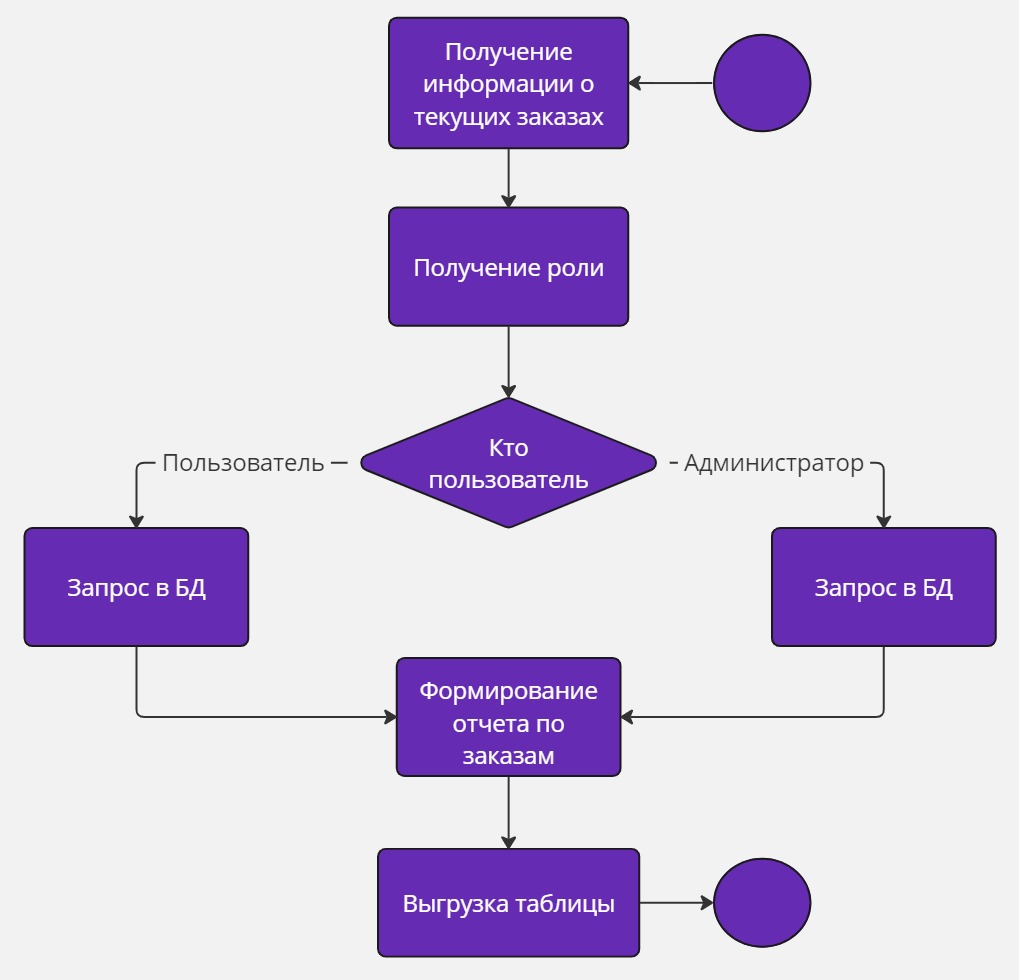 Получение
информации о
текущих заказах
Получение роли
Кто
пользователь
Пользователь
Администратор
Запрос в БД
Запрос в БД
Формирование
отчета по
заказам
Выгрузка таблицы